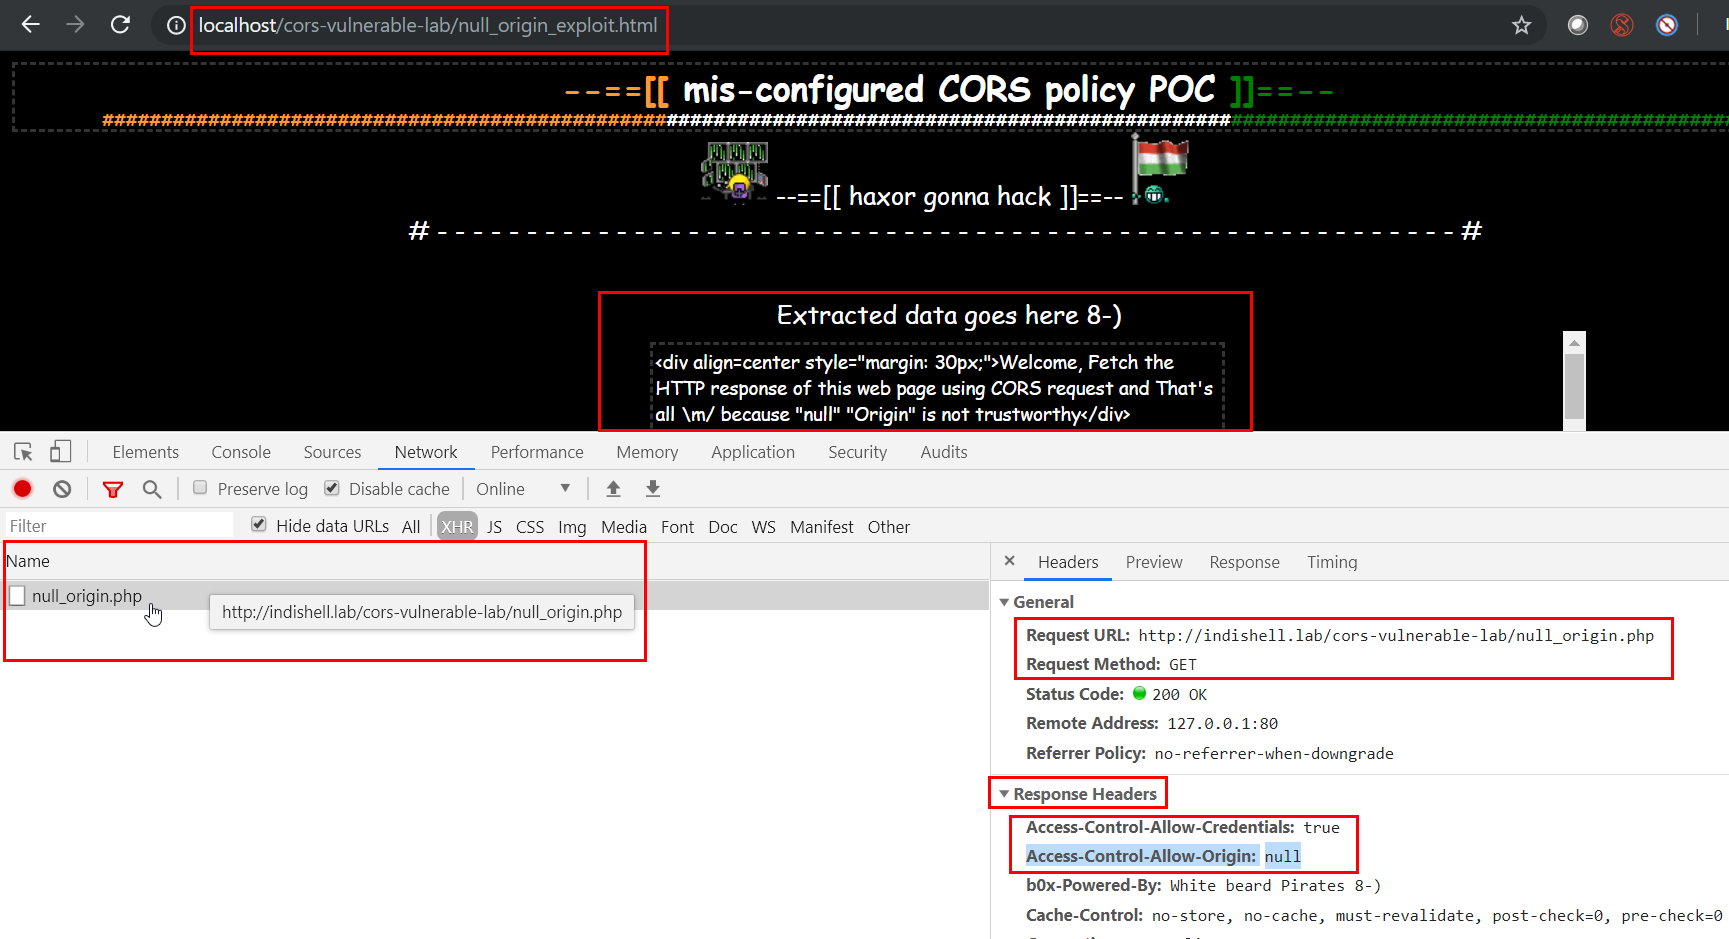 localhost/cors-vulnerable-lab/null_origin_exploit.html
--==[[ mis-configured CORS policy POC ]]==--
--==[[ haxor gonna hack ]]==--
#---------------------------------------------------------#
Extracted data goes here 8-)
<div align=center style="margin: 30px;">Welcome, Fetch the
HTTP response of this web page using CORS request and That's
all \m/ because "null" "Origin" is not trustworthy</div>
Elements Console Sources Network Performance Memory Application Security Audits
Preserve log Disable cache Online
Filter Hide data URLs All XHR JS CSS Img Media Font Doc WS Manifest Other
Name
null_origin.php
http://indishell.lab/cors-vulnerable-lab/null_origin.php
× Headers Preview Response Timing
General
Request URL: http://indishell.lab/cors-vulnerable-lab/null_origin.php
Request Method: GET
Status Code: 200 OK
Remote Address: 127.0.0.1:80
Referrer Policy: no-referrer-when-downgrade
Response Headers
Access-Control-Allow-Credentials: true
Access-Control-Allow-Origin: null
b0x-Powered-By: White beard Pirates 8-)
Cache-Control: no-store, no-cache, must-revalidate, post-check=0, pre-check=0